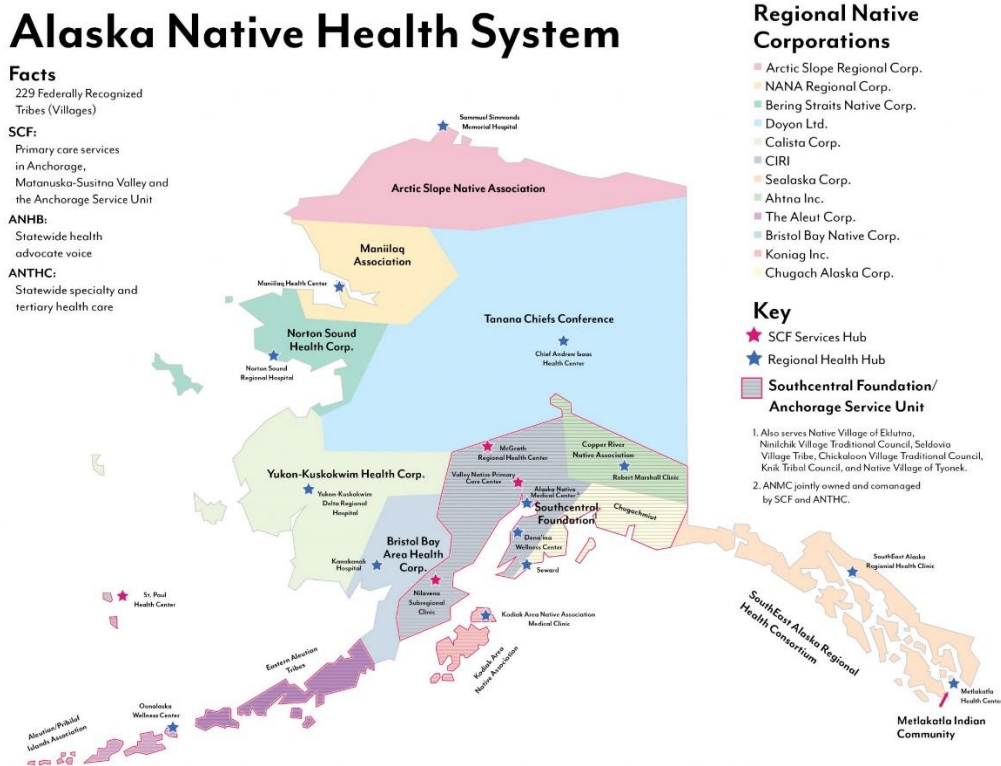 Alaska Native Health System
Facts
229 Federally Recognized
Tribes (Villages)
SCF:
Primary care services
in Anchorage,
Matanuska-Susitna Valley and
the Anchorage Service Unit
ANHB:
Statewide health
advocate voice
ANTHC:
Statewide specialty and
tertiary health care
Regional Native
Corporations
Arctic Slope Regional Corp.
NANA Regional Corp.
Bering Straits Native Corp.
Doyon Ltd.
Calista Corp.
CIRI
Sealaska Corp.
Ahtna Inc.
The Aleut Corp.
Bristol Bay Native Corp.
Koniag Inc.
Chugach Alaska Corp.
Key
SCF Services Hub
Regional Health Hub
Southcentral Foundation/
Anchorage Service Unit
1. Also serves Native Village of Eklutna,
Ninilchik Village Traditional Council, Seldovia
Village Tribe, Chickaloon Village Traditional Council,
Knik Tribal Council, and Native Village of Tyonek.
2. ANMC jointly owned and comanaged
by SCF and ANTHC.
Sammuel Simmonds
Memorial Hospital
Arctic Slope Native Association
Maniilaq
Association
Maniilaq Health Center
Norton Sound
Health Corp.
Norton Sound
Regional Hospital
Tanana Chiefs Conference
Chief Andrew Isaac
Health Center
McGrath
Regional Health Center
Copper River
Native Association
Robert Marshall Clinic
Valley Native Primary
Care Center
Alaska Native
Medical Center
Southcentral
Foundation
Chugachmiut
Dena'ina
Wellness Center
Seward
Yukon-Kuskokwim Health Corp.
Yukon-Kuskokwim
Delta Regional
Hospital
Bristol Bay
Area Health
Corp.
Kanakanak
Hospital
Nilavena
Subregional
Clinic
St. Paul
Health Center
Kodiak Area Native Association
Medical Clinic
Kodiak Area
Native Association
Eastern Aleutian
Tribes
Oonalaska
Wellness Center
Aleutian/Pribilof
Islands Association
SouthEast Alaska
Regional Health Clinic
SouthEast Alaska Regional
Health Consortium
Metlakatla
Health Center
Metlakatla Indian
Community